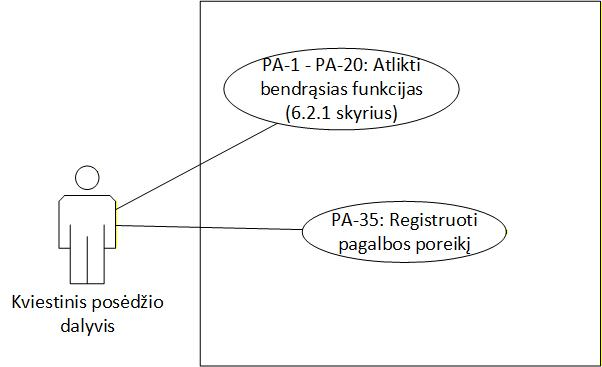 PA-1 - PA-20: Atlikti
bendrąsias funkcijas
(6.2.1 skyrius)
PA-35: Registruoti
pagalbos poreikį
Kviestinis posėdžio
dalyvis